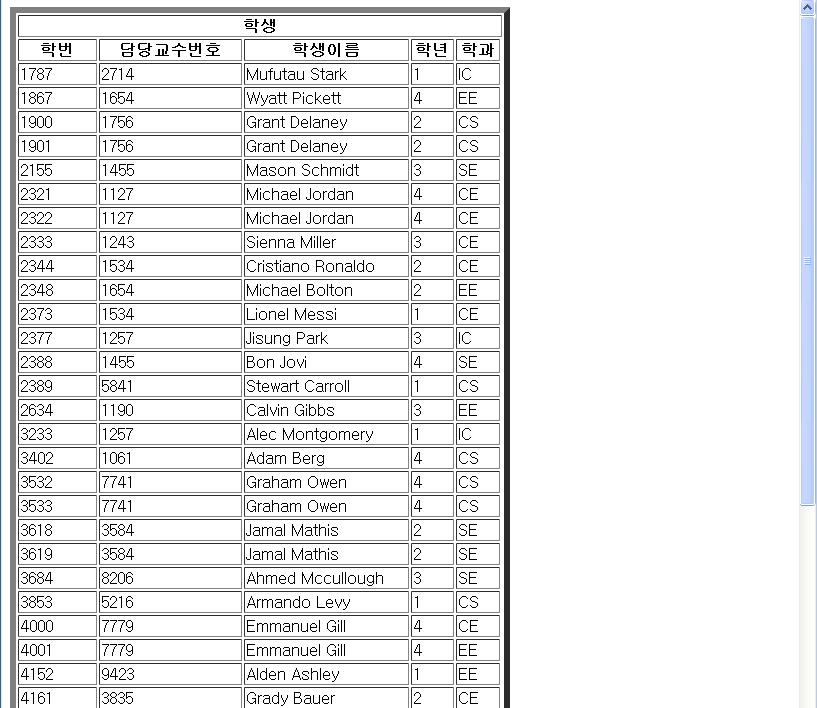 학생
학번 담당교수번호 학생이름 학년 학과
1787 2714 Mufutau Stark 1 IC
1867 1654 Wyatt Pickett 4 EE
1900 1756 Grant Delaney 2 CS
1901 1756 Grant Delaney 2 CS
2155 1455 Mason Schmidt 3 SE
2321 1127 Michael Jordan 4 CE
2322 1127 Michael Jordan 4 CE
2333 1243 Sienna Miller 3 CE
2344 1534 Cristiano Ronaldo 2 CE
2348 1654 Michael Bolton 2 EE
2373 1534 Lionel Messi 1 CE
2377 1257 Jisung Park 3 IC
2388 1455 Bon Jovi 4 SE
2389 5841 Stewart Carroll 1 CS
2634 1190 Calvin Gibbs 3 EE
3233 1257 Alec Montgomery 1 IC
3402 1061 Adam Berg 4 CS
3532 7741 Graham Owen 4 CS
3533 7741 Graham Owen 4 CS
3618 3584 Jamal Mathis 2 SE
3619 3584 Jamal Mathis 2 SE
3684 8206 Ahmed Mccullough 3 SE
3853 5216 Armando Levy 1 CS
4000 7779 Emmanuel Gill 4 CE
4001 7779 Emmanuel Gill 4 EE
4152 9423 Alden Ashley 1 EE
4161 3835 Grady Bauer 2 CE